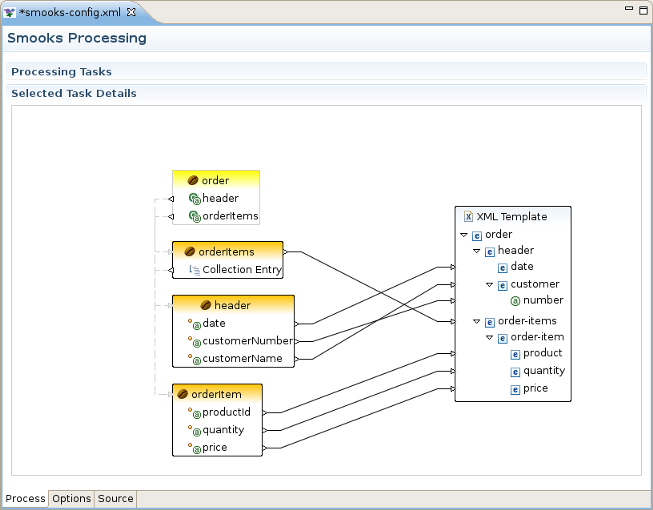 *smooks-config.xml
Smooks Processing
Processing Tasks
Selected Task Details
order
header
orderItems
orderItems
Collection Entry
header
date
customerNumber
customerName
orderItem
productId
quantity
price
XML Template
order
header
date
customer
number
order-items
order-item
product
quantity
price
Process Options Source